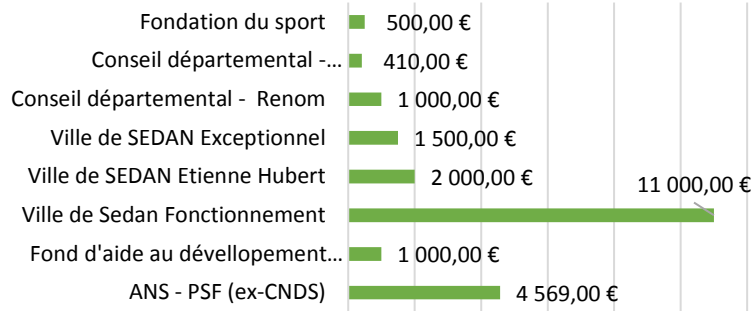 Fondation du sport 500,00 €
Conseil départemental -... 410,00 €
Conseil départemental - Renom 1 000,00 €
Ville de SEDAN Exceptionnel 1 500,00 €
Ville de SEDAN Etienne Hubert 2 000,00 €
Ville de Sedan Fonctionnement 11 000,00 €
Fond d'aide au dévellopement... 1 000,00 €
ANS - PSF (ex-CNDS) 4 569,00 €